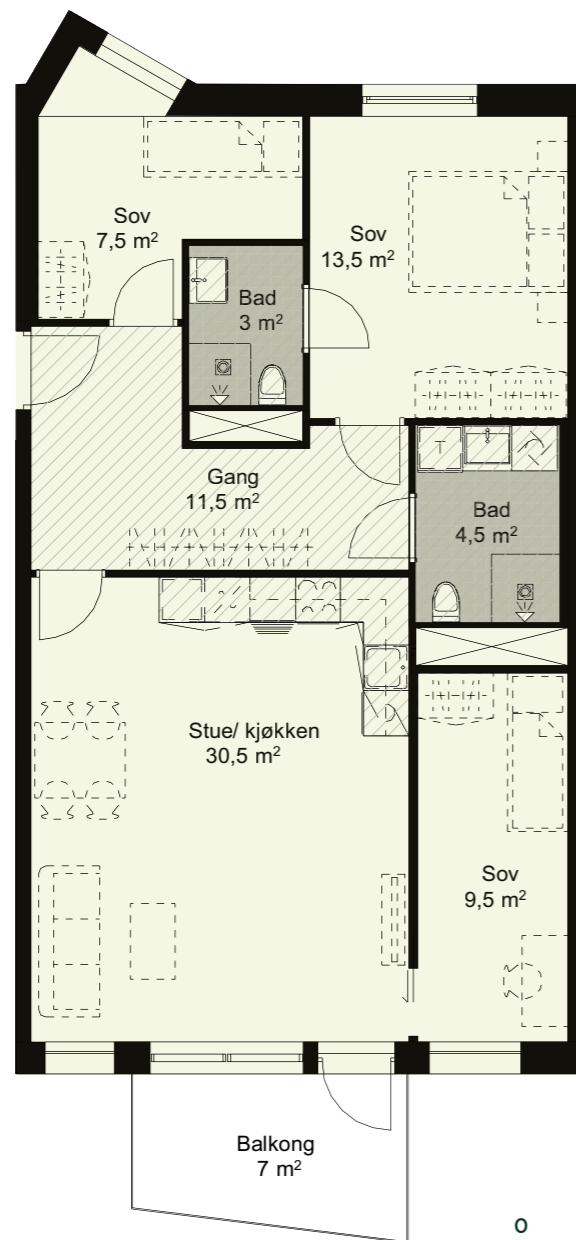 Sov
7,5 m²
Sov
13,5 m²
Bad
3 m²
Gang
11,5 m²
T
Bad
4,5 m²
Stue/ kjøkken
30,5 m²
Sov
9,5 m²
Balkong
7 m²
O